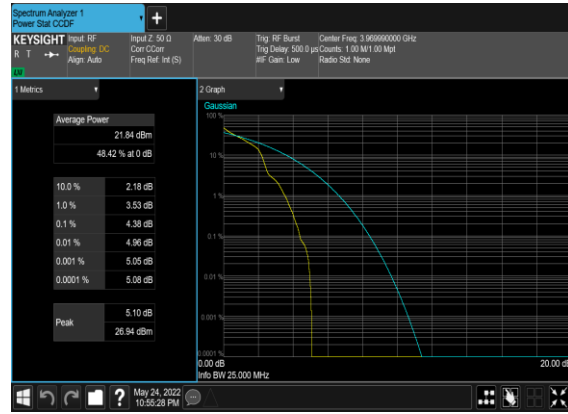 Spectrum Analyzer 1
Power Stat CCDF
KEYSIGHT
R T
LW
Input: RF
Coupling: DC
Align: Auto
Input Z: 50 Ω
Corr CCorr
Freq Ref: Int (S)
Atten: 30 dB
Trig: RF Burst
Trig Delay: 500.0 µs
#IF Gain: Low
Center Freq: 3.969990000 GHz
Counts: 1.00 M/1.00 Mpt
Radio Std: None
1 Metrics
Average Power
21.84 dBm
48.42 % at 0 dB
10.0 % 2.18 dB
1.0 % 3.53 dB
0.1 % 4.38 dB
0.01 % 4.96 dB
0.001 % 5.05 dB
0.0001 % 5.08 dB
Peak
5.10 dB
26.94 dBm
2 Graph
Gaussian
100 %
10 %
1 %
0.1 %
0.01 %
0.001 %
0.0001 %
0.00 dB
20.00 dB
Info BW 25.000 MHz
?
May 24, 2022
10:55:28 PM